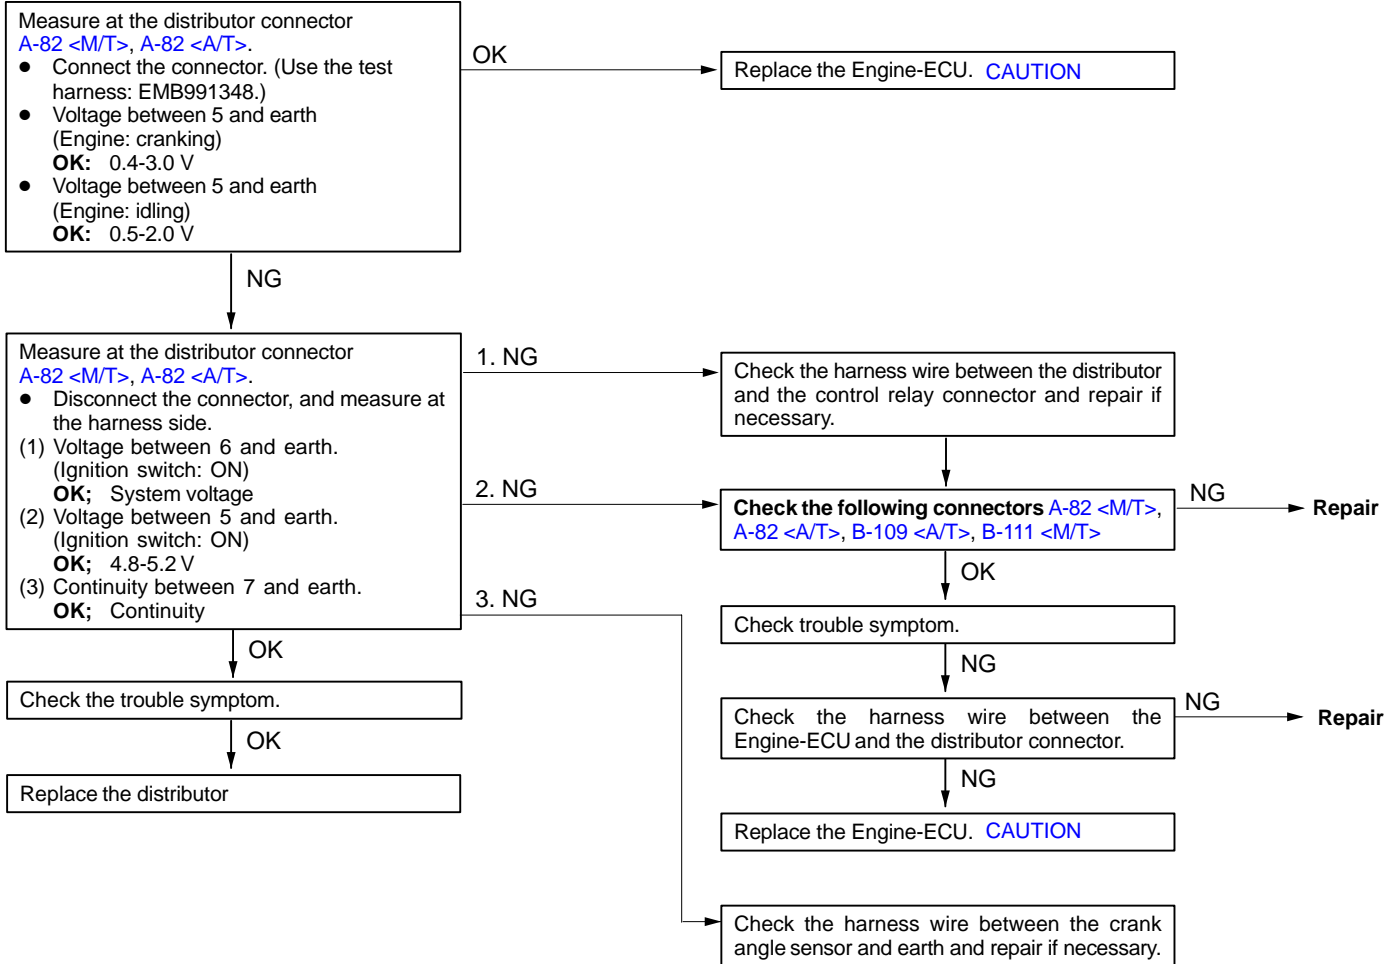 Measure at the distributor connector
A-82 <M/T>, A-82 <A/T>.
● Connect the connector. (Use the test
harness: EMB991348.)
● Voltage between 5 and earth
(Engine: cranking)
OK: 0.4-3.0 V
● Voltage between 5 and earth
(Engine: idling)
OK: 0.5-2.0 V
OK
Replace the Engine-ECU. CAUTION
NG
Measure at the distributor connector
A-82 <M/T>, A-82 <A/T>.
● Disconnect the connector, and measure at
the harness side.
(1) Voltage between 6 and earth.
(Ignition switch: ON)
OK; System voltage
(2) Voltage between 5 and earth.
(Ignition switch: ON)
OK; 4.8-5.2 V
(3) Continuity between 7 and earth.
OK; Continuity
1. NG
Check the harness wire between the distributor
and the control relay connector and repair if
necessary.
2. NG
Check the following connectors A-82 <M/T>,
A-82 <A/T>, B-109 <A/T>, B-111 <M/T>
NG
Repair
OK
3. NG
Check trouble symptom.
OK
NG
Check the trouble symptom.
Check the harness wire between the
Engine-ECU and the distributor connector.
NG
Repair
OK
NG
Replace the distributor
Replace the Engine-ECU. CAUTION
Check the harness wire between the crank
angle sensor and earth and repair if necessary.